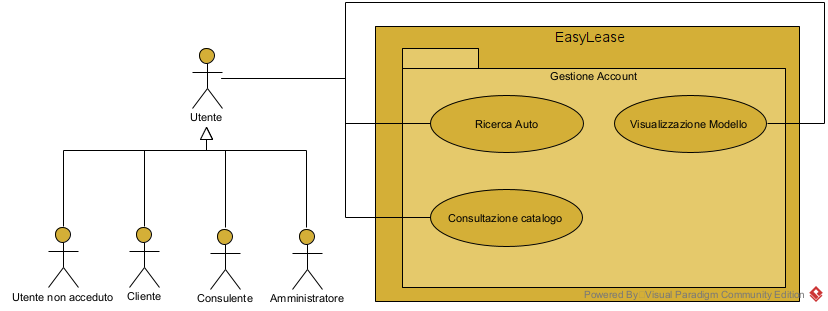 EasyLease
Gestione Account
Utente
Ricerca Auto
Visualizzazione Modello
Consultazione catalogo
Utente non acceduto
Cliente
Consulente
Amministratore
Powered By: Visual Paradigm Community Edition